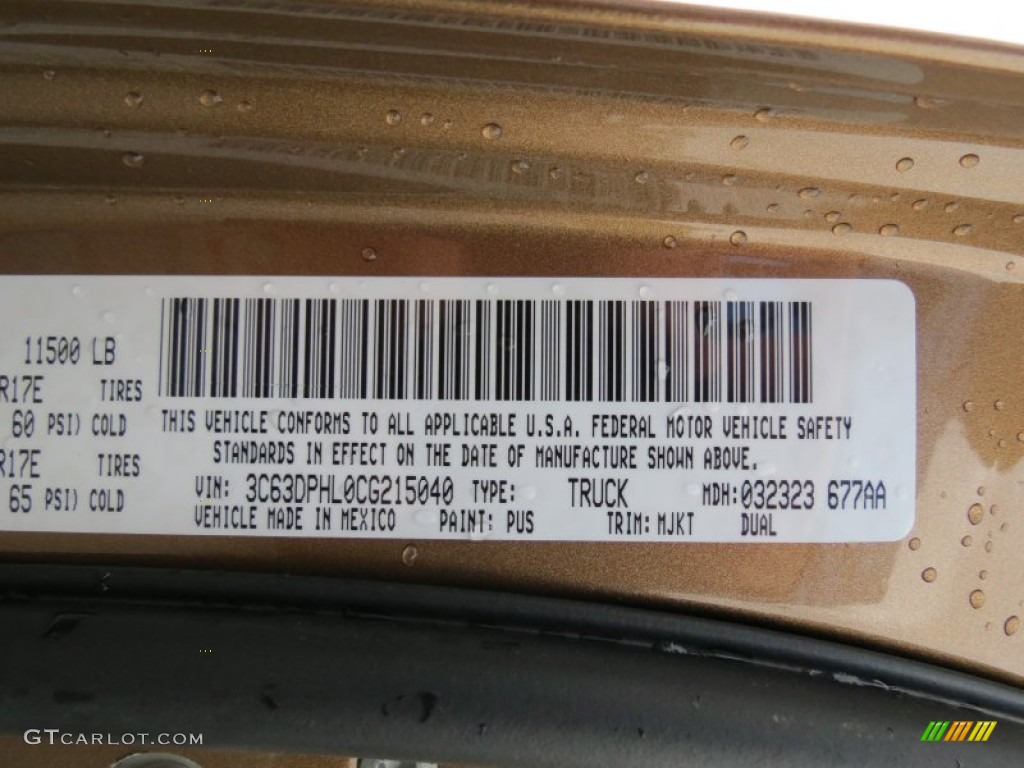 11500 LB
R17E TIRES
60 PSI) COLD
R17E TIRES
65 PSI) COLD
THIS VEHICLE CONFORMS TO ALL APPLICABLE U.S.A. FEDERAL MOTOR VEHICLE SAFETY
STANDARDS IN EFFECT ON THE DATE OF MANUFACTURE SHOWN ABOVE.
VIN: 3C63DPHL0CG215040 TYPE: TRUCK MDH:032323 677AA
VEHICLE MADE IN MEXICO PAINT: PUS TRIM: MJKT DUAL
GTCARLOT.COM